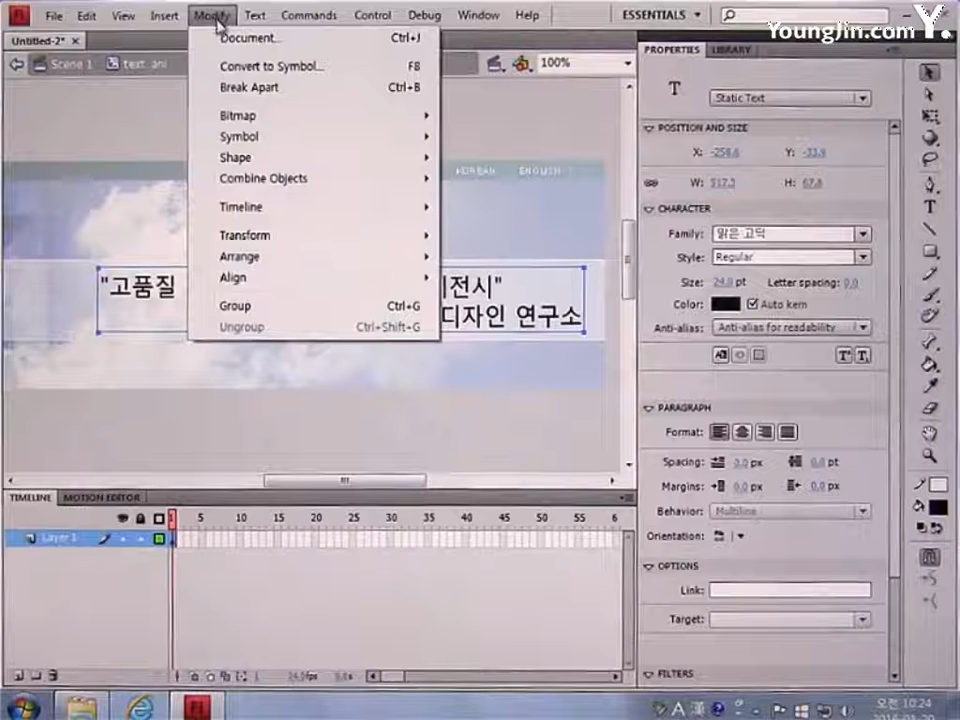 File Edit View Insert Modify Text Commands Control Debug Window Help ESSENTIALS
YoungJin.com Y.
Untitled-2* ×
Scene 1 text_ani 100%
Document... Ctrl+J
Convert to Symbol... F8
Break Apart Ctrl+B
Bitmap
Symbol
Shape
Combine Objects
Timeline
Transform
Arrange
Align
Group Ctrl+G
Ungroup Ctrl+Shift+G
KOREAN ENGLISH
"고품질 전시"
디자인 연구소
PROPERTIES LIBRARY
T Static Text
POSITION AND SIZE
X: -258.6 Y: -33.9
W: 517.3 H: 67.8
CHARACTER
Family: 맑은 고딕
Style: Regular
Size: 24.0 pt Letter spacing: 0.0
Color: Auto kern
Anti-alias: Anti-alias for readability
PARAGRAPH
Format:
Spacing: 0.0 px 0.0 pt
Margins: 0.0 px 0.0 px
Behavior: Multiline
Orientation:
OPTIONS
Link:
Target:
FILTERS
TIMELINE MOTION EDITOR
1 5 10 15 20 25 30 35 40 45 50 55 6
Layer 1
1 24.0fps 0.0s
A 漢
오전 10:24